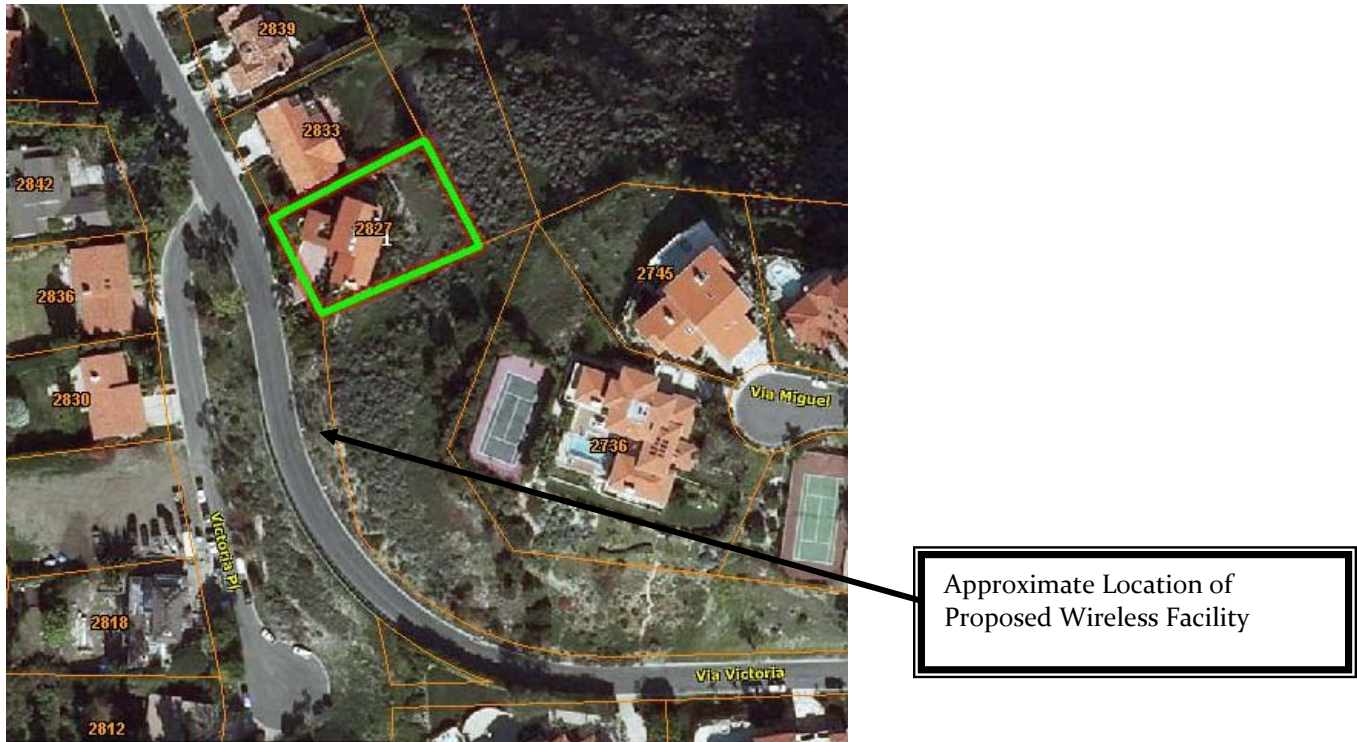 2839
2833
2842
2827
1
2745
2836
Via Miguel
2830
2736
Victoria Pl
Approximate Location of
Proposed Wireless Facility
2818
Via Victoria
2812